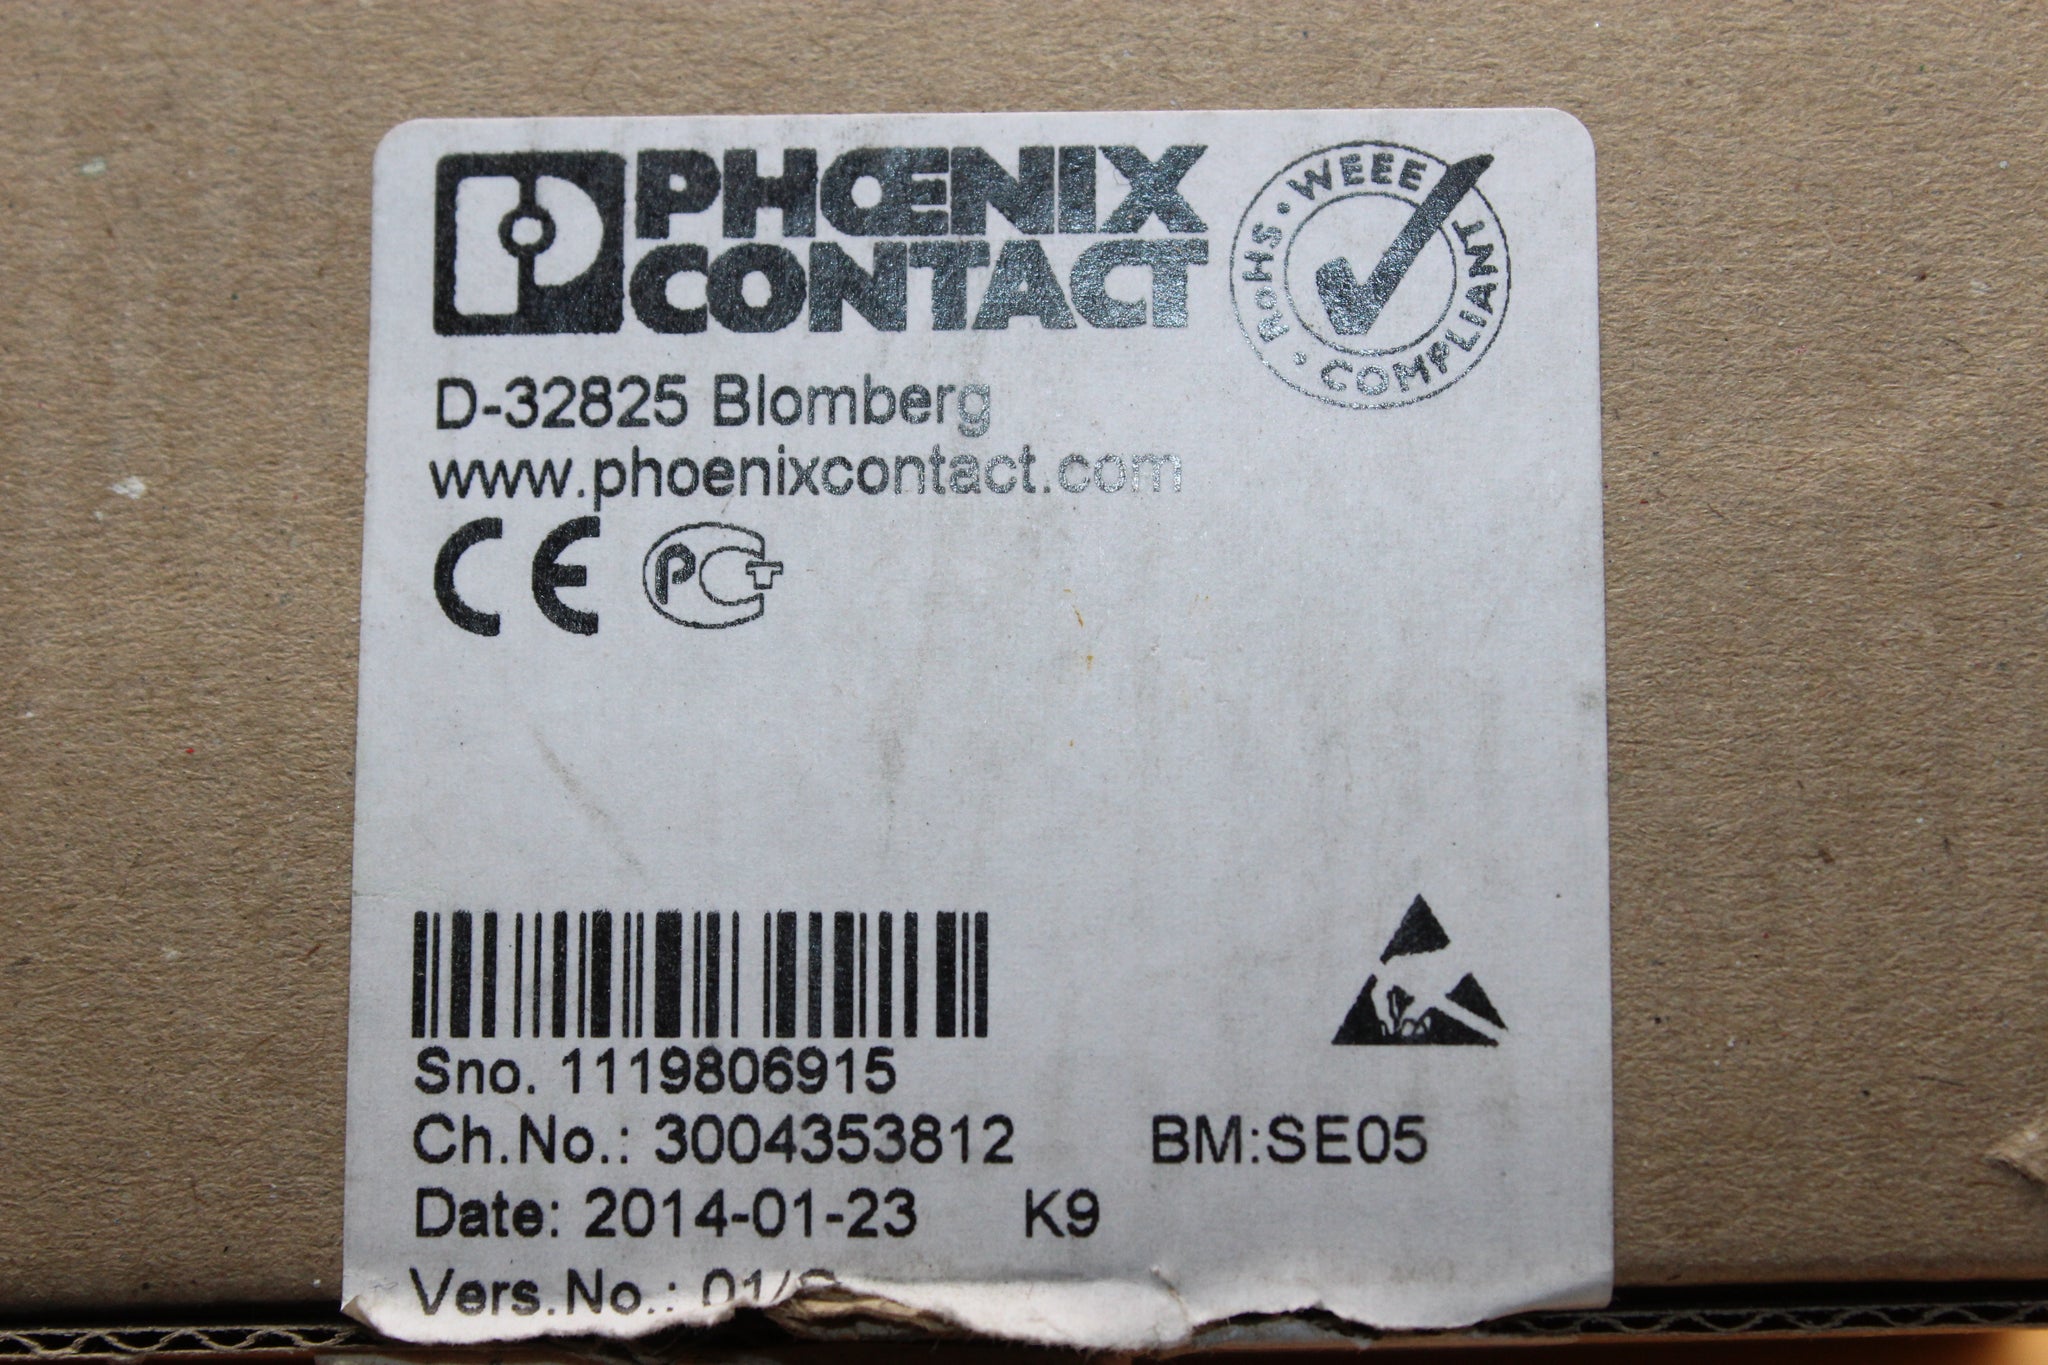 PHŒNIX
CONTACT
WEEE • COMPLIANT • RoHS •
D-32825 Blomberg
www.phoenixcontact.com
CE PCT
Sno. 1119806915
Ch.No.: 3004353812 BM:SE05
Date: 2014-01-23 K9
Vers.No.: